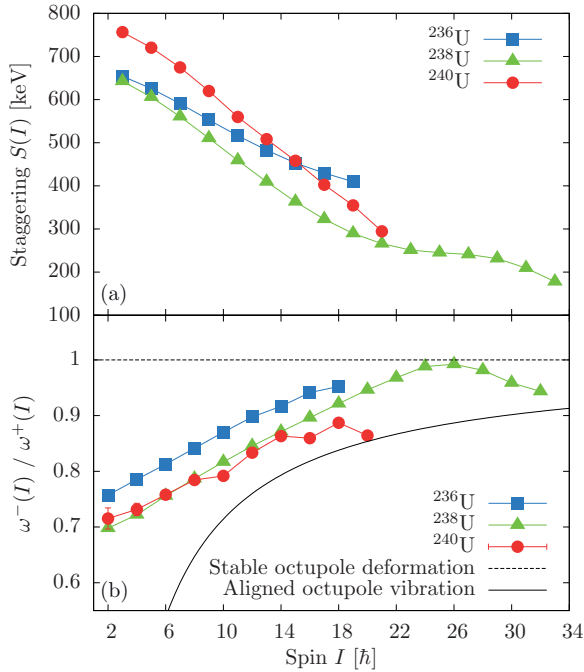 800
700
600
500
400
300
200
100
Staggering S(I) [keV]
²³⁶U
²³⁸U
²⁴⁰U
(a)
1
0.9
0.8
0.7
0.6
ω⁻(I) / ω⁺(I)
²³⁶U
²³⁸U
²⁴⁰U
Stable octupole deformation
Aligned octupole vibration
(b)
2 6 10 14 18 22 26 30 34
Spin I [ℏ]